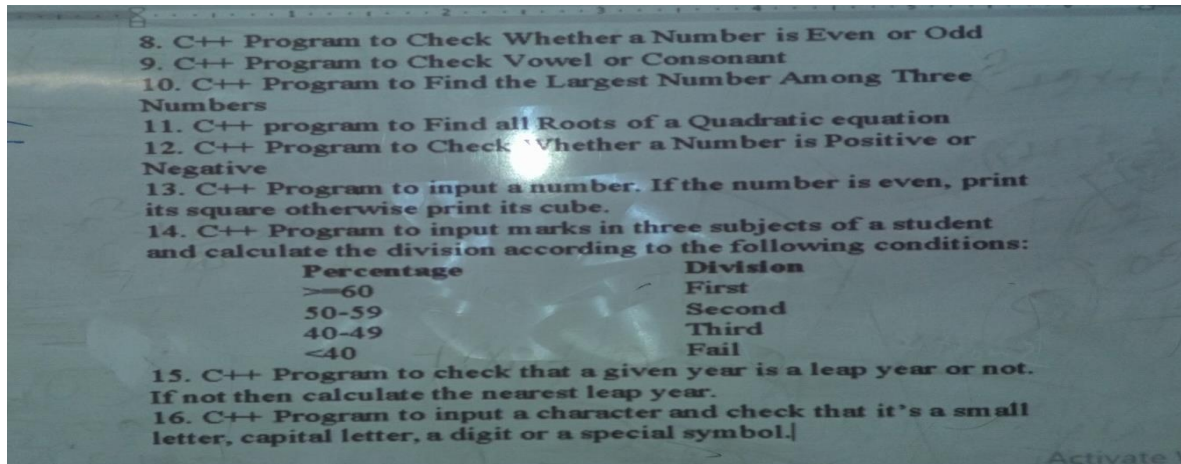 8. C++ Program to Check Whether a Number is Even or Odd
9. C++ Program to Check Vowel or Consonant
10. C++ Program to Find the Largest Number Among Three
Numbers
11. C++ program to Find all Roots of a Quadratic equation
12. C++ Program to Check Whether a Number is Positive or
Negative
13. C++ Program to input a number. If the number is even, print
its square otherwise print its cube.
14. C++ Program to input marks in three subjects of a student
and calculate the division according to the following conditions:
Percentage Division
>=60 First
50-59 Second
40-49 Third
<40 Fail
15. C++ Program to check that a given year is a leap year or not.
If not then calculate the nearest leap year.
16. C++ Program to input a character and check that it's a small
letter, capital letter, a digit or a special symbol.
Activate